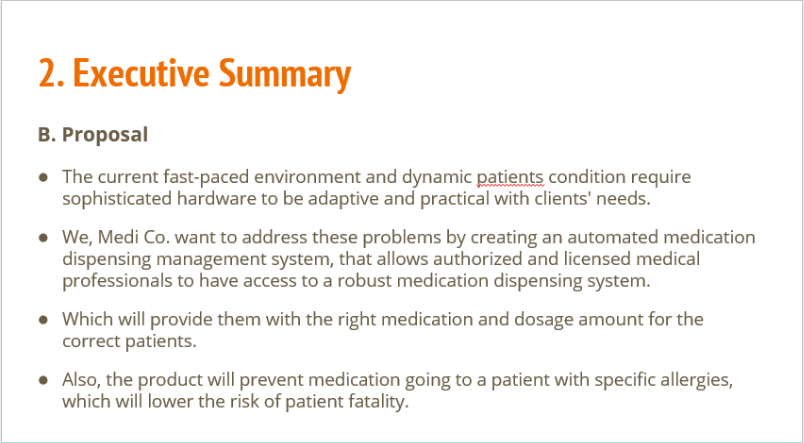 2. Executive Summary
B. Proposal
● The current fast-paced environment and dynamic patients condition require
sophisticated hardware to be adaptive and practical with clients' needs.
● We, Medi Co. want to address these problems by creating an automated medication
dispensing management system, that allows authorized and licensed medical
professionals to have access to a robust medication dispensing system.
● Which will provide them with the right medication and dosage amount for the
correct patients.
● Also, the product will prevent medication going to a patient with specific allergies,
which will lower the risk of patient fatality.